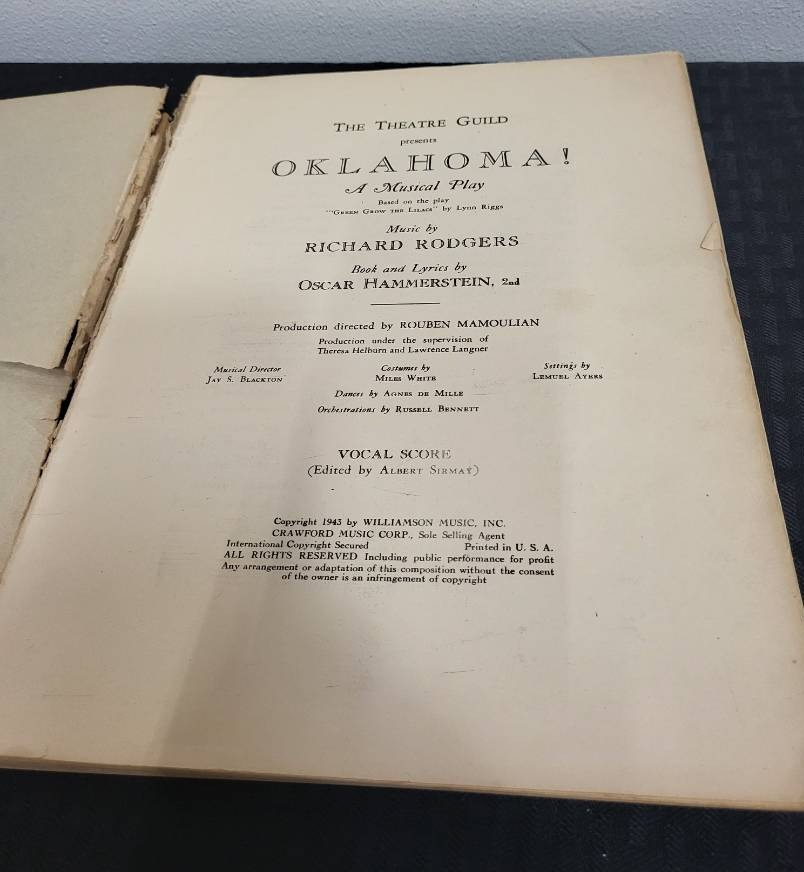 THE THEATRE GUILD
presents
OKLAHOMA!
A Musical Play
Based on the play
"GREEN GROW THE LILACS" by LYNN RIGGS
Music by
RICHARD RODGERS
Book and Lyrics by
OSCAR HAMMERSTEIN, 2nd
Production directed by ROUBEN MAMOULIAN
Production under the supervision of
Theresa Helburn and Lawrence Langner
Musical Director Costumes by Settings by
JAY S. BLACKTON MILES WHITE LEMUEL AYERS
Dances by AGNES DE MILLE
Orchestrations by RUSSELL BENNETT
VOCAL SCORE
(Edited by ALBERT SIRMAY)
Copyright 1943 by WILLIAMSON MUSIC, INC.
CRAWFORD MUSIC CORP., Sole Selling Agent
International Copyright Secured Printed in U. S. A.
ALL RIGHTS RESERVED Including public performance for profit
Any arrangement or adaptation of this composition without the consent
of the owner is an infringement of copyright